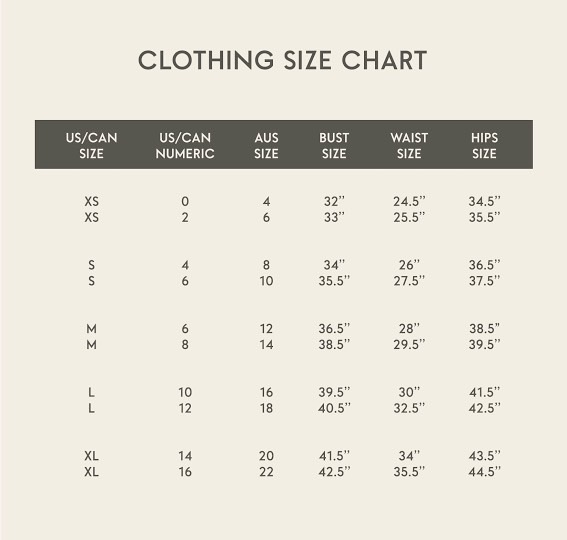 CLOTHING SIZE CHART
US/CAN SIZE US/CAN NUMERIC AUS SIZE BUST SIZE WAIST SIZE HIPS SIZE
XS 0 4 32’’ 24.5’’ 34.5’’
XS 2 6 33’’ 25.5’’ 35.5’’
S 4 8 34’’ 26’’ 36.5’’
S 6 10 35.5’’ 27.5’’ 37.5’’
M 6 12 36.5’’ 28’’ 38.5"
M 8 14 38.5’’ 29.5’’ 39.5’’
L 10 16 39.5’’ 30’’ 41.5’’
L 12 18 40.5’’ 32.5’’ 42.5’’
XL 14 20 41.5’’ 34’’ 43.5’’
XL 16 22 42.5’’ 35.5’’ 44.5’’